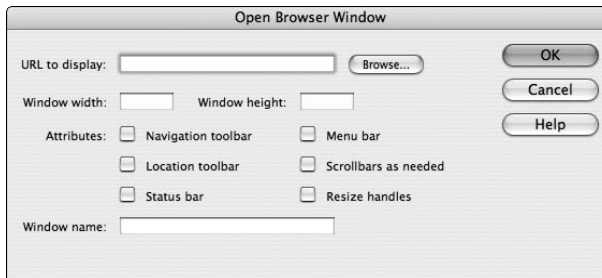 Open Browser Window
URL to display: Browse... OK
Window width: Window height: Cancel
Attributes: Navigation toolbar Menu bar Help
Location toolbar Scrollbars as needed
Status bar Resize handles
Window name: